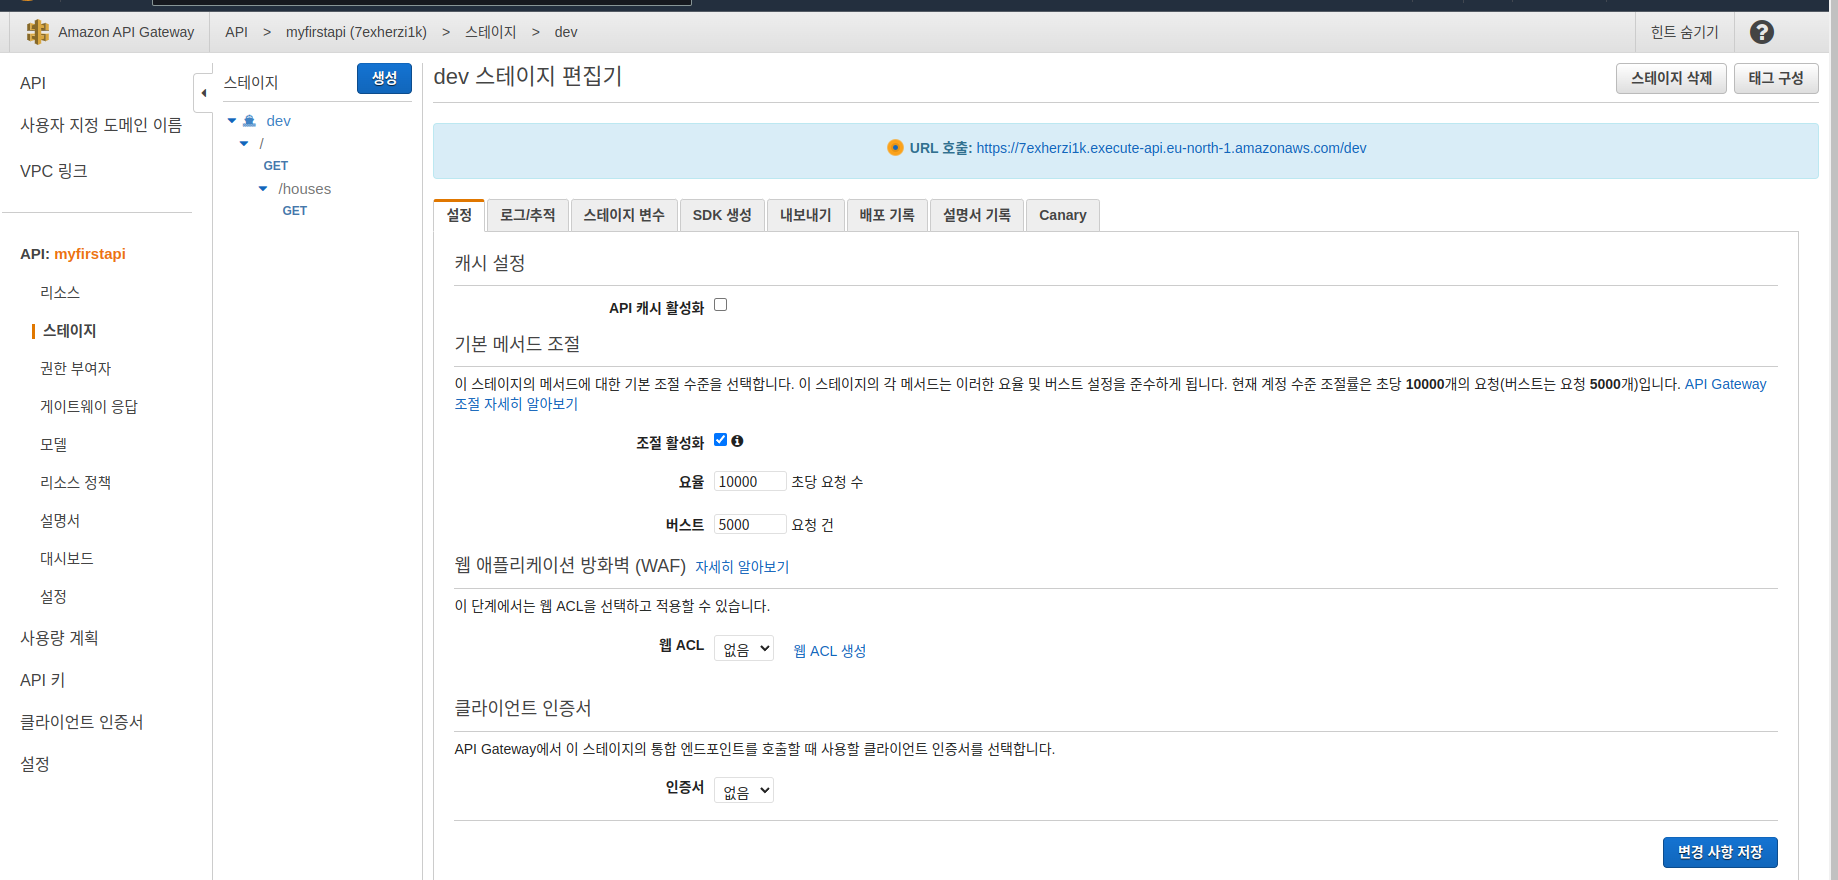 Amazon API Gateway
API > myfirstapi (7exherzi1k) > 스테이지 > dev
힌트 숨기기
API
사용자 지정 도메인 이름
VPC 링크
API: myfirstapi
리소스
스테이지
권한 부여자
게이트웨이 응답
모델
리소스 정책
설명서
대시보드
설정
사용량 계획
API 키
클라이언트 인증서
설정
스테이지
생성
dev
/
GET
/houses
GET
dev 스테이지 편집기
스테이지 삭제
태그 구성
URL 호출: https://7exherzi1k.execute-api.eu-north-1.amazonaws.com/dev
설정
로그/추적
스테이지 변수
SDK 생성
내보내기
배포 기록
설명서 기록
Canary
캐시 설정
API 캐시 활성화
기본 메서드 조절
이 스테이지의 메서드에 대한 기본 조절 수준을 선택합니다. 이 스테이지의 각 메서드는 이러한 요율 및 버스트 설정을 준수하게 됩니다. 현재 계정 수준 조절률은 초당 10000개의 요청(버스트는 요청 5000개)입니다. API Gateway
조절 자세히 알아보기
조절 활성화
요율 10000 초당 요청 수
버스트 5000 요청 건
웹 애플리케이션 방화벽 (WAF) 자세히 알아보기
이 단계에서는 웹 ACL을 선택하고 적용할 수 있습니다.
웹 ACL 없음 웹 ACL 생성
클라이언트 인증서
API Gateway에서 이 스테이지의 통합 엔드포인트를 호출할 때 사용할 클라이언트 인증서를 선택합니다.
인증서 없음
변경 사항 저장